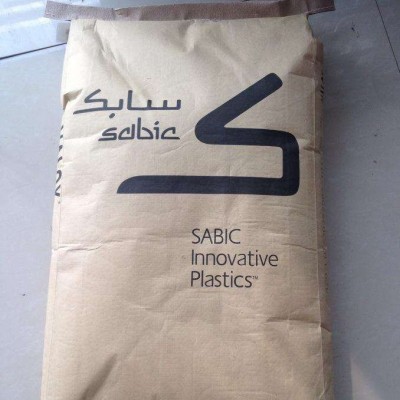 سابك
sabic
SABIC
Innovative
Plastics™